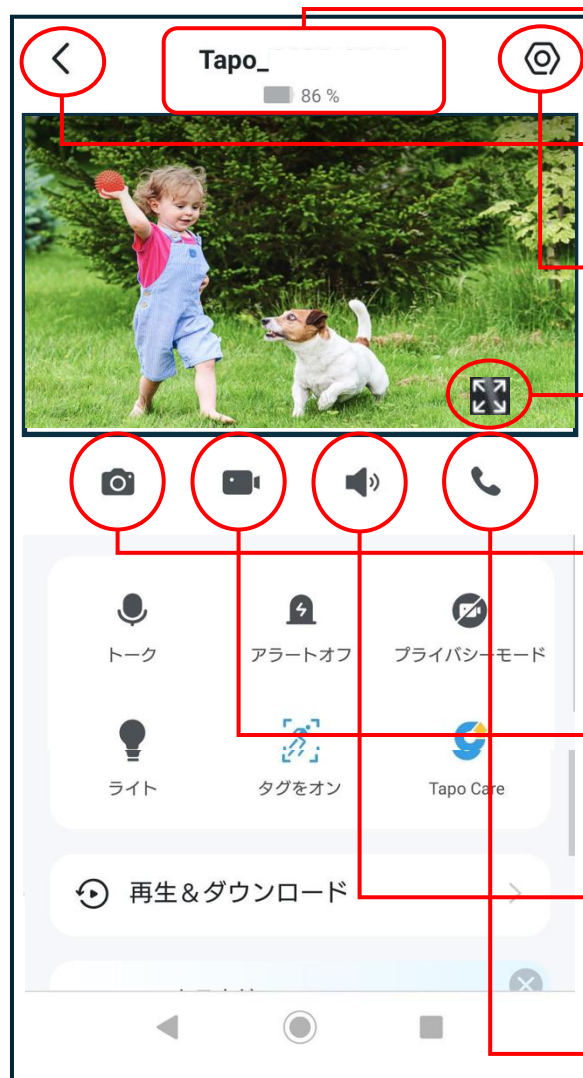 Tapo_
86 %
トーク
アラートオフ
プライバシーモード
ライト
タグをオン
Tapo Care
再生＆ダウンロード